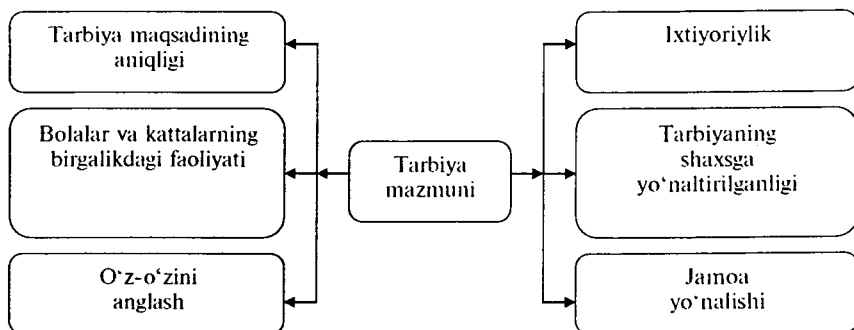 Tarbiya maqsadining
aniqligi
Bolalar va kattalarning
birgalikdagi faoliyati
O‘z-o‘zini
anglash
Tarbiya
mazmuni
Ixtiyoriylik
Tarbiyaning
shaxsga
yo‘naltirilganligi
Jamoa
yo‘nalishi